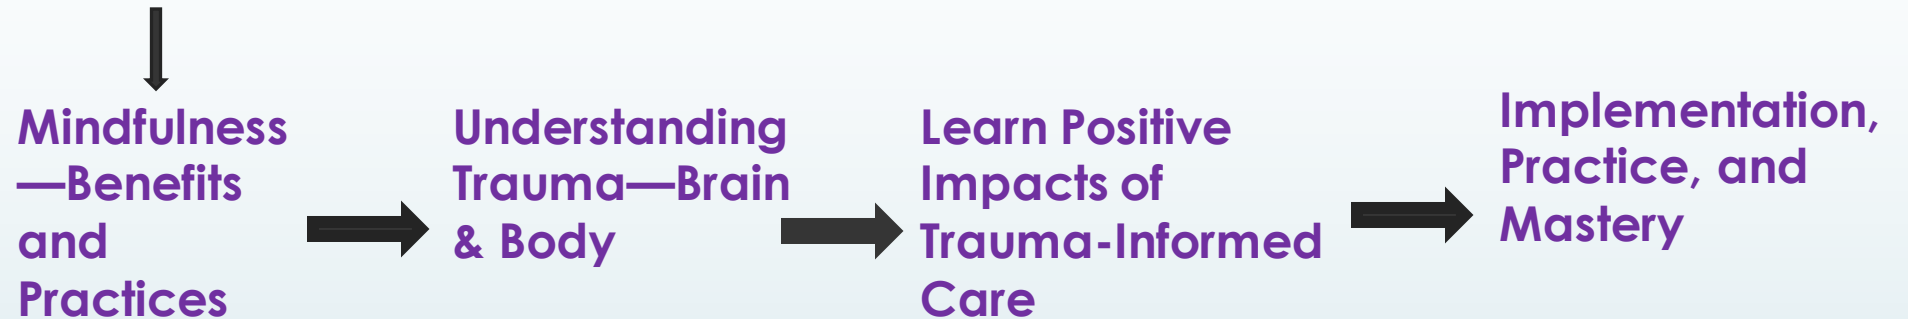 Mindfulness
—Benefits
and
Practices
Understanding
Trauma—Brain
& Body
Learn Positive
Impacts of
Trauma-Informed
Care
Implementation,
Practice, and
Mastery